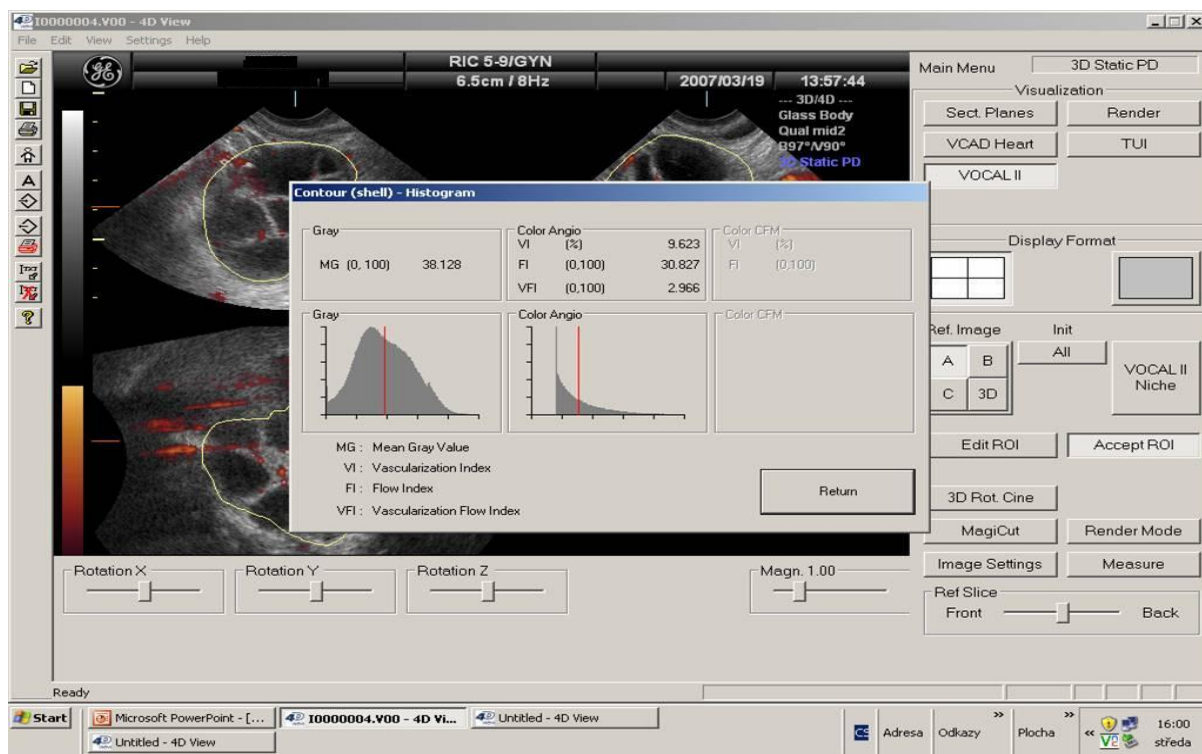 I0000004.V00 - 4D View
File Edit View Settings Help
GE
RIC 5-9/GYN
6.5cm / 8Hz
2007/03/19 13:57:44
--- 3D/4D ---
Glass Body
Qual mid2
B97°/V90°
3D Static PD
Main Menu
3D Static PD
Visualization
Sect. Planes
Render
VCAD Heart
TUI
VOCAL II
Display Format
Ref. Image
Init
A
B
C
3D
All
VOCAL II
Niche
Edit ROI
Accept ROI
3D Rot. Cine
MagiCut
Render Mode
Image Settings
Measure
Ref Slice
Front
Back
Contour (shell) - Histogram
Gray
MG (0, 100) 38.128
Color Angio
VI (%) 9.623
FI (0,100) 30.827
VFI (0,100) 2.966
Color CFM
VI (%)
FI (0,100)
Gray
Color Angio
Color CFM
MG : Mean Gray Value
VI : Vascularization Index
FI : Flow Index
VFI : Vascularization Flow Index
Return
Rotation X
Rotation Y
Rotation Z
Magn. 1.00
Ready
Start
Microsoft PowerPoint - [...
I0000004.V00 - 4D Vi...
Untitled - 4D View
Untitled - 4D View
CS
Adresa
Odkazy
Plocha
16:00
středa